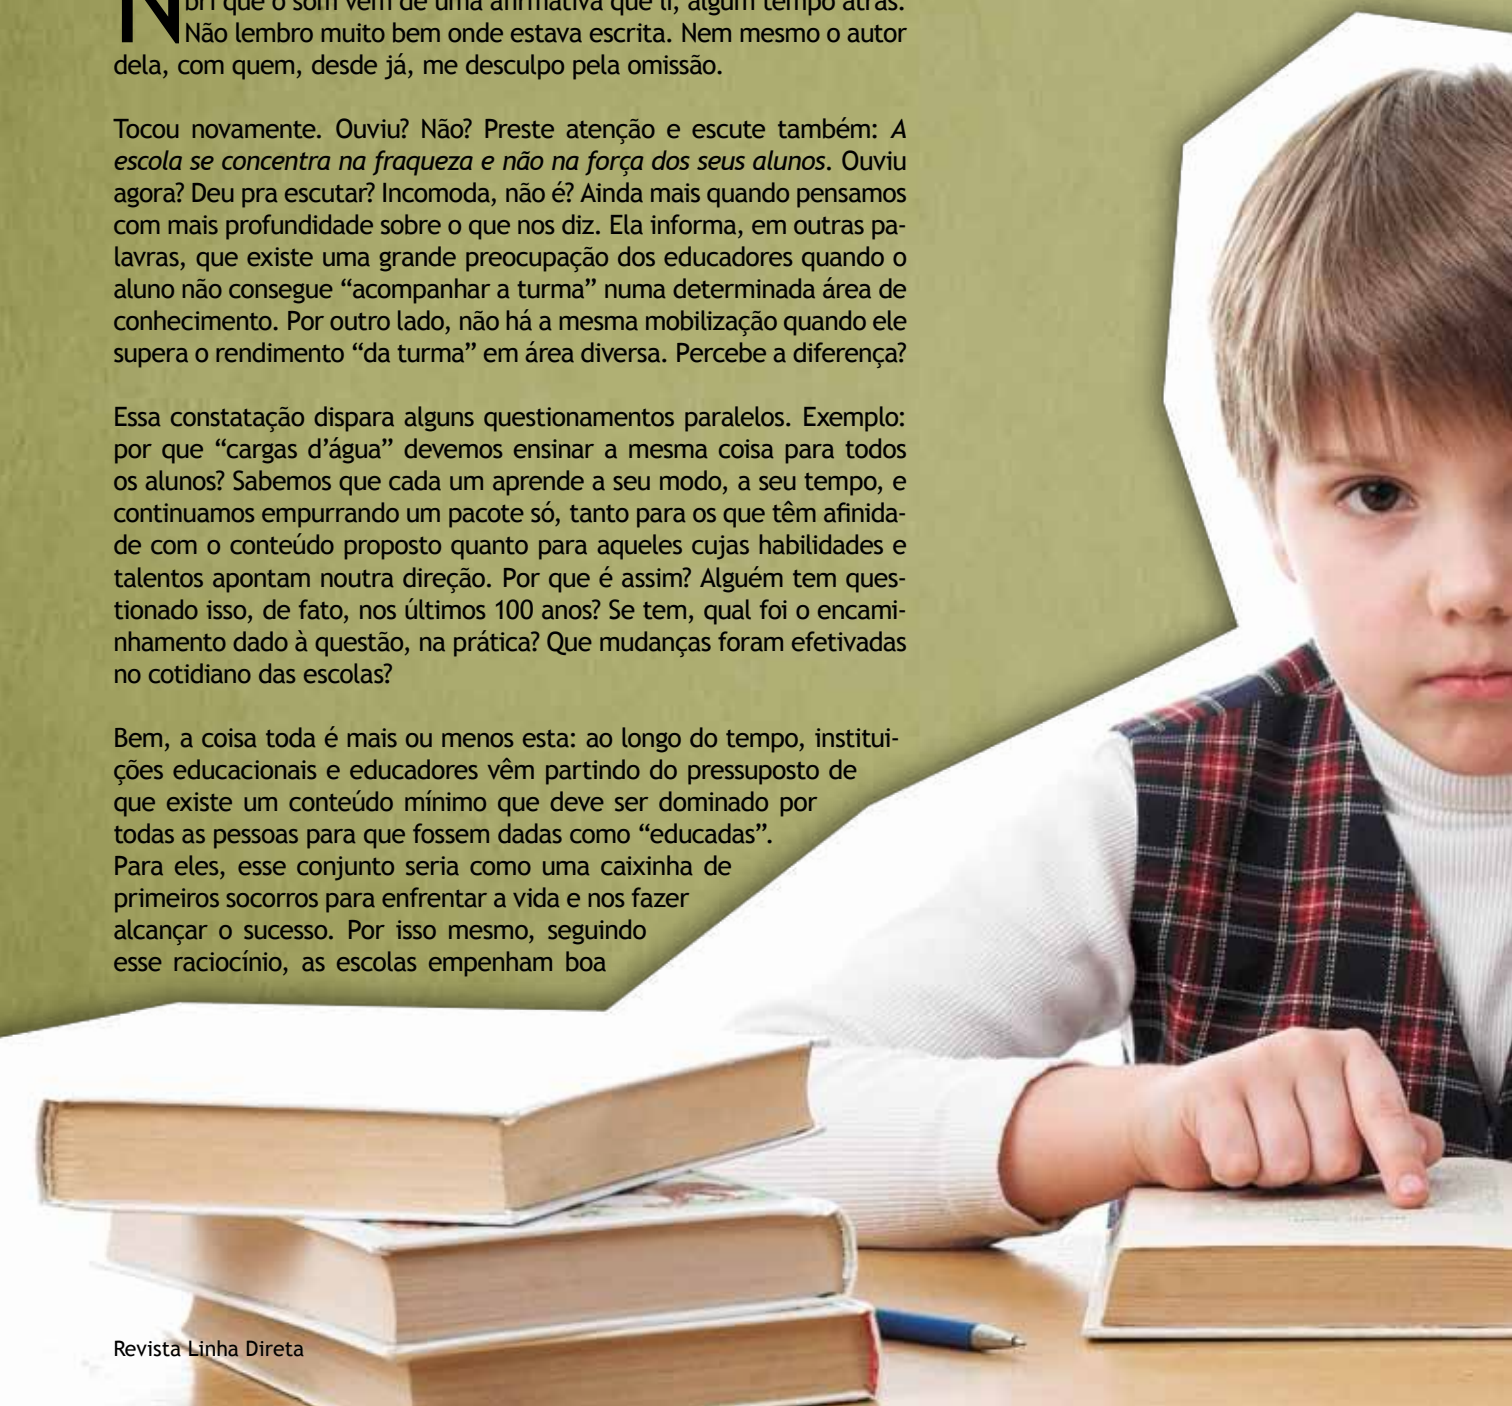 N
bri que o som vem de uma afirmativa que li, algum tempo atrás.
Não lembro muito bem onde estava escrita. Nem mesmo o autor
dela, com quem, desde já, me desculpo pela omissão.
Tocou novamente. Ouviu? Não? Preste atenção e escute também: A
escola se concentra na fraqueza e não na força dos seus alunos. Ouviu
agora? Deu pra escutar? Incomoda, não é? Ainda mais quando pensamos
com mais profundidade sobre o que nos diz. Ela informa, em outras pa-
lavras, que existe uma grande preocupação dos educadores quando o
aluno não consegue “acompanhar a turma” numa determinada área de
conhecimento. Por outro lado, não há a mesma mobilização quando ele
supera o rendimento “da turma” em área diversa. Percebe a diferença?
Essa constatação dispara alguns questionamentos paralelos. Exemplo:
por que “cargas d’água” devemos ensinar a mesma coisa para todos
os alunos? Sabemos que cada um aprende a seu modo, a seu tempo, e
continuamos empurrando um pacote só, tanto para os que têm afinida-
de com o conteúdo proposto quanto para aqueles cujas habilidades e
talentos apontam noutra direção. Por que é assim? Alguém tem ques-
tionado isso, de fato, nos últimos 100 anos? Se tem, qual foi o encami-
nhamento dado à questão, na prática? Que mudanças foram efetivadas
no cotidiano das escolas?
Bem, a coisa toda é mais ou menos esta: ao longo do tempo, institui-
ções educacionais e educadores vêm partindo do pressuposto de
que existe um conteúdo mínimo que deve ser dominado por
todas as pessoas para que fossem dadas como “educadas”.
Para eles, esse conjunto seria como uma caixinha de
primeiros socorros para enfrentar a vida e nos fazer
alcançar o sucesso. Por isso mesmo, seguindo
esse raciocínio, as escolas empenham boa
Revista Linha Direta